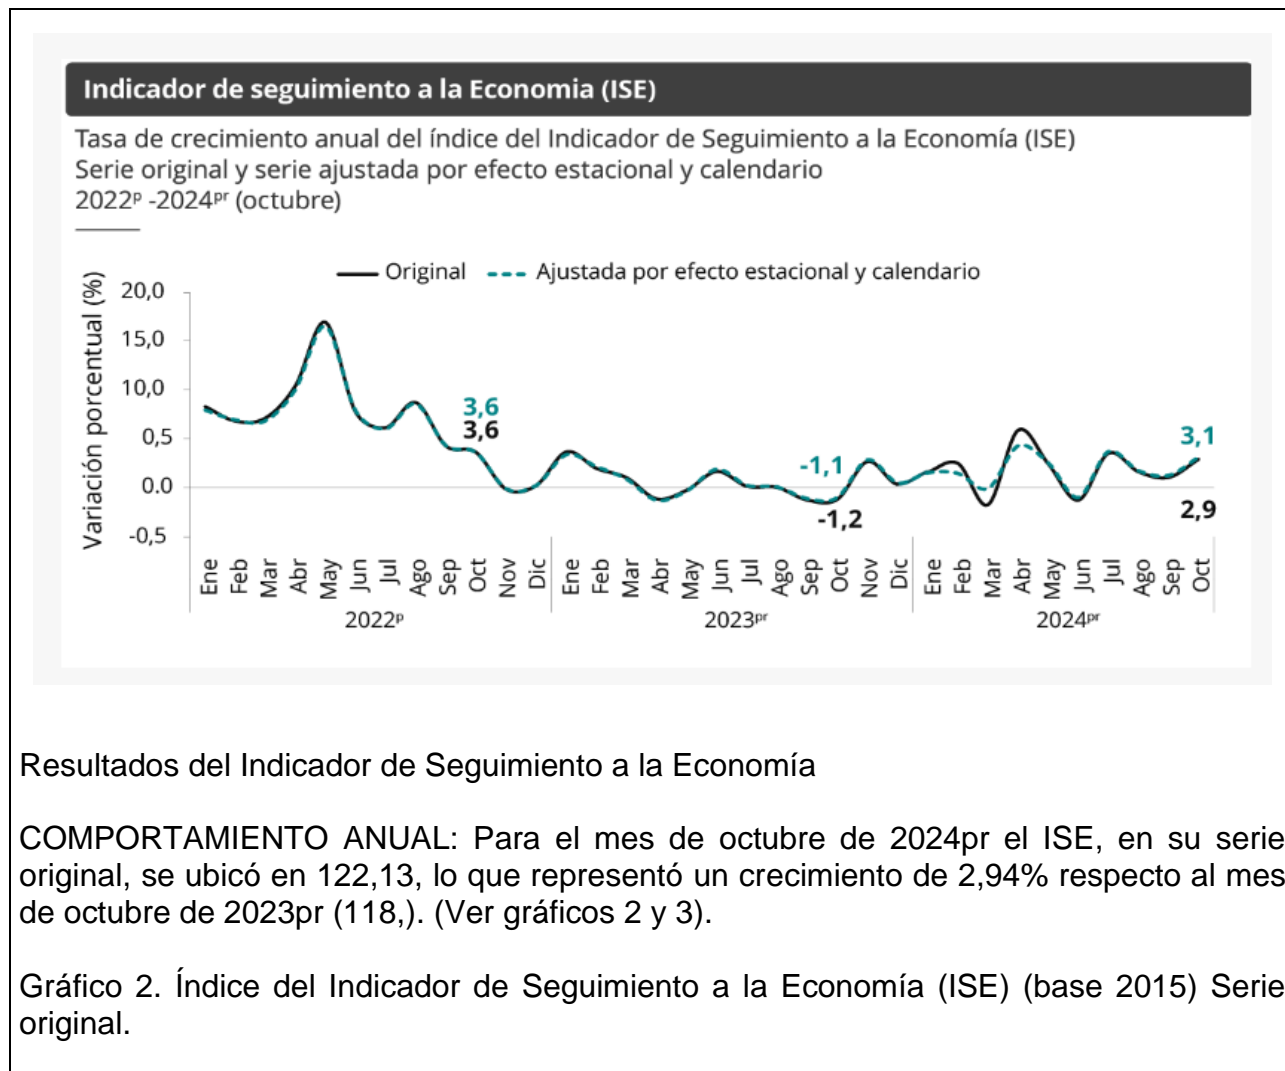 Indicador de seguimiento a la Economia (ISE)
Tasa de crecimiento anual del índice del Indicador de Seguimiento a la Economía (ISE)
Serie original y serie ajustada por efecto estacional y calendario
2022ᵖ -2024ᵖʳ (octubre)
Original Ajustada por efecto estacional y calendario
Variación porcentual (%)
20,0
15,0
10,0
0,5
0.0
-0,5
3,6
3,6
-1,1
-1,2
3,1
2,9
Ene Feb Mar Abr May Jun Jul Ago Sep Oct Nov Dic Ene Feb Mar Abr May Jun Jul Ago Sep Oct Nov Dic Ene Feb Mar Abr May Jun Jul Ago Sep Oct
2022ᵖ 2023ᵖʳ 2024ᵖʳ
Resultados del Indicador de Seguimiento a la Economía
COMPORTAMIENTO ANUAL: Para el mes de octubre de 2024pr el ISE, en su serie
original, se ubicó en 122,13, lo que representó un crecimiento de 2,94% respecto al mes
de octubre de 2023pr (118,). (Ver gráficos 2 y 3).
Gráfico 2. Índice del Indicador de Seguimiento a la Economía (ISE) (base 2015) Serie
original.